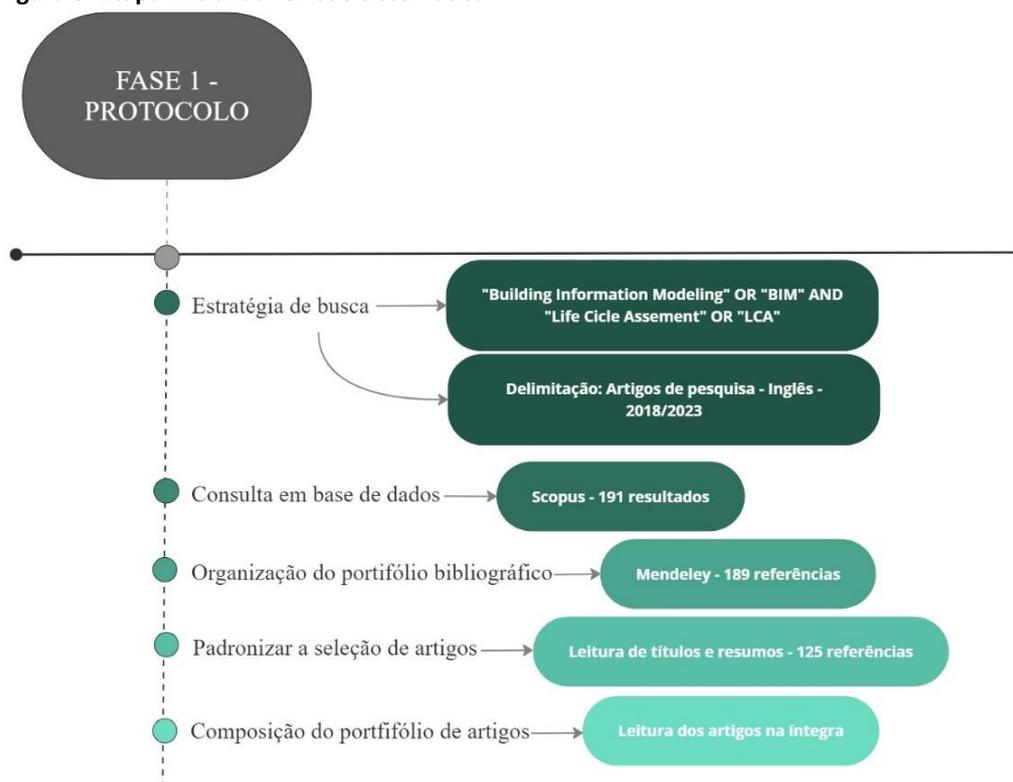 FASE 1 -
PROTOCOLO
Estratégia de busca
"Building Information Modeling" OR "BIM" AND
"Life Cicle Assement" OR "LCA"
Delimitação: Artigos de pesquisa - Inglês -
2018/2023
Consulta em base de dados
Scopus - 191 resultados
Organização do portifólio bibliográfico
Mendeley - 189 referências
Padronizar a seleção de artigos
Leitura de títulos e resumos - 125 referências
Composição do portfifólio de artigos
Leitura dos artigos na íntegra